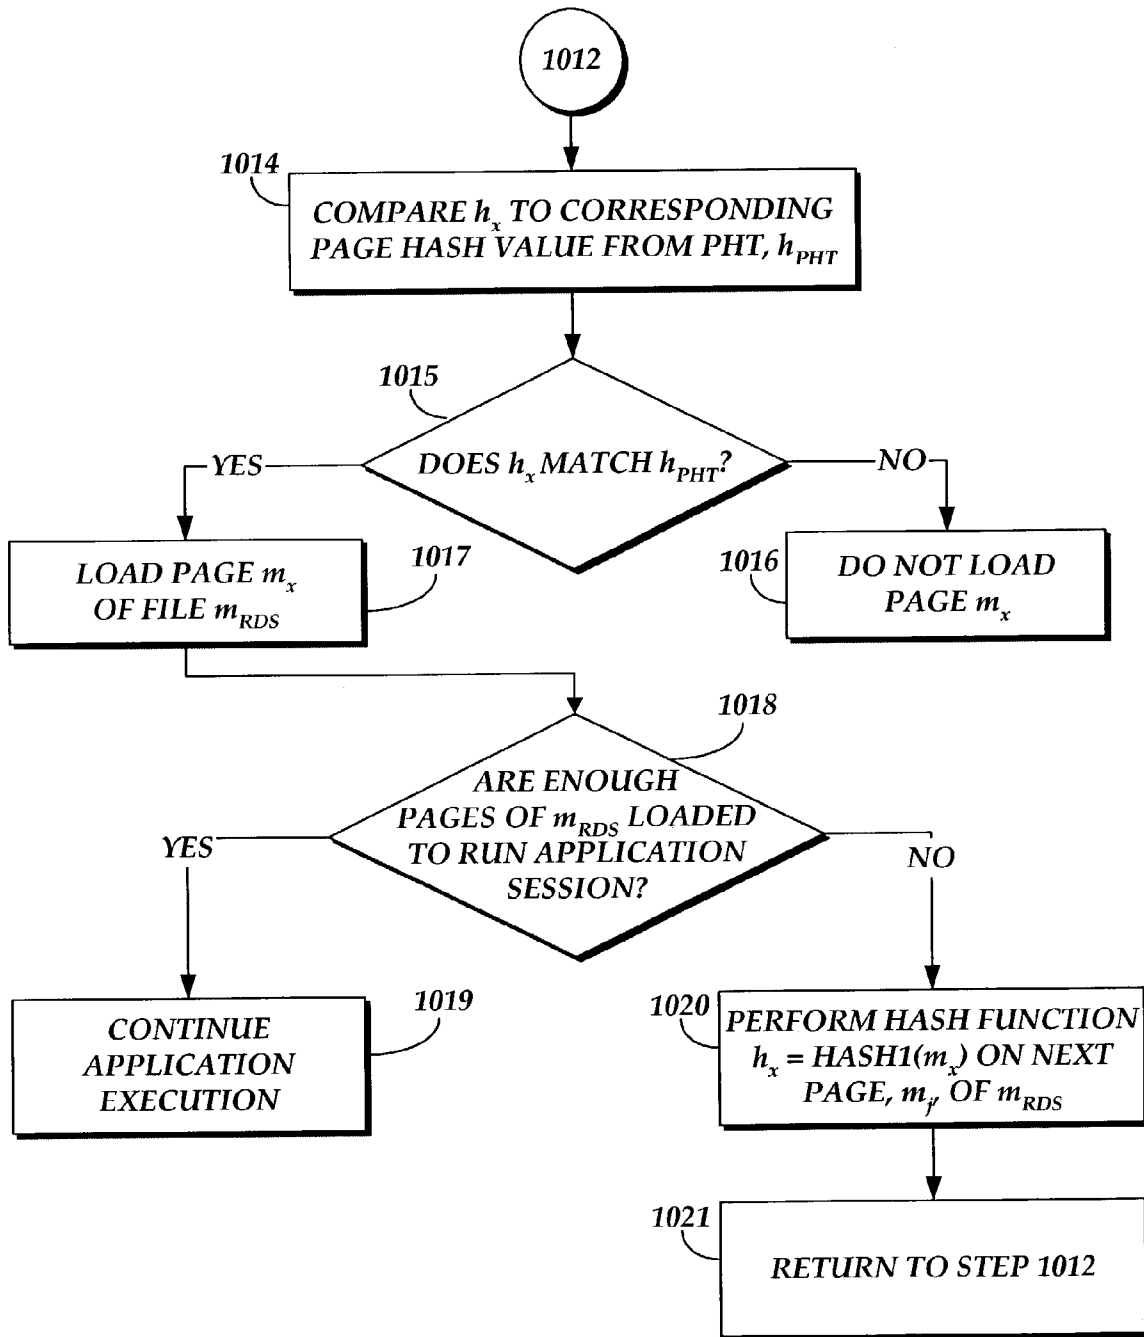 1012
1014
COMPARE hx TO CORRESPONDING
PAGE HASH VALUE FROM PHT, hPHT
1015
DOES hx MATCH hPHT?
YES
NO
LOAD PAGE mx
OF FILE mRDS
1017
1016
DO NOT LOAD
PAGE mx
1018
ARE ENOUGH
PAGES OF mRDS LOADED
TO RUN APPLICATION
SESSION?
YES
NO
CONTINUE
APPLICATION
EXECUTION
1019
1020
PERFORM HASH FUNCTION
hx = HASH1(mx) ON NEXT
PAGE, mj, OF mRDS
1021
RETURN TO STEP 1012